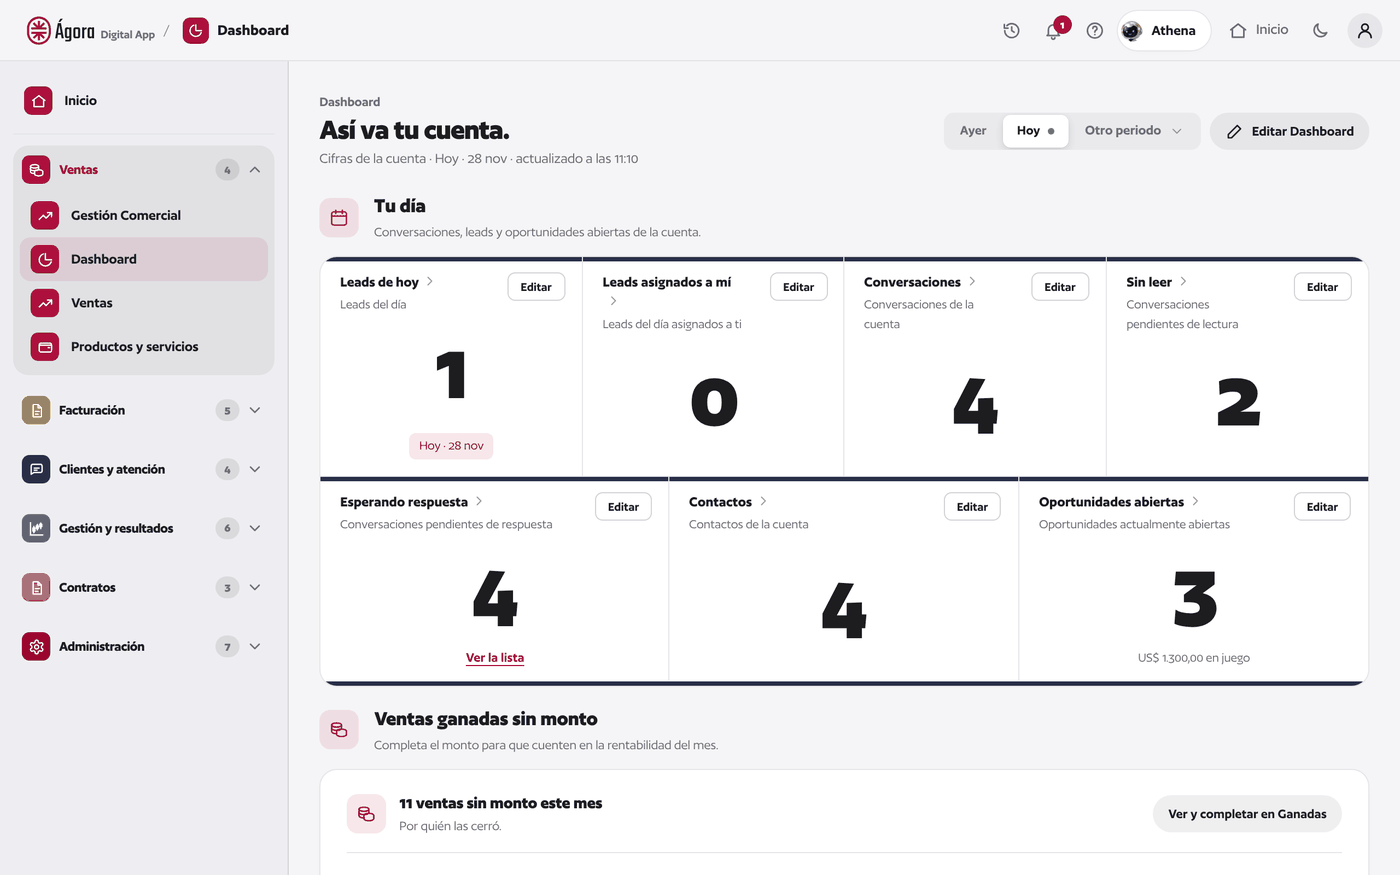 Ágora Digital App / Dashboard
1
Athena
Inicio
Inicio
Ventas 4
Gestión Comercial
Dashboard
Ventas
Productos y servicios
Facturación 5
Clientes y atención 4
Gestión y resultados 6
Contratos 3
Administración 7
Dashboard
Así va tu cuenta.
Cifras de la cuenta · Hoy · 28 nov · actualizado a las 11:10
Ayer
Hoy
Otro periodo
Editar Dashboard
Tu día
Conversaciones, leads y oportunidades abiertas de la cuenta.
Leads de hoy
Editar
Leads del día
1
Hoy · 28 nov
Leads asignados a mí
Editar
Leads del día asignados a ti
0
Conversaciones
Editar
Conversaciones de la
cuenta
4
Sin leer
Editar
Conversaciones
pendientes de lectura
2
Esperando respuesta
Editar
Conversaciones pendientes de respuesta
4
Ver la lista
Contactos
Editar
Contactos de la cuenta
4
Oportunidades abiertas
Editar
Oportunidades actualmente abiertas
3
US$ 1.300,00 en juego
Ventas ganadas sin monto
Completa el monto para que cuenten en la rentabilidad del mes.
11 ventas sin monto este mes
Por quién las cerró.
Ver y completar en Ganadas